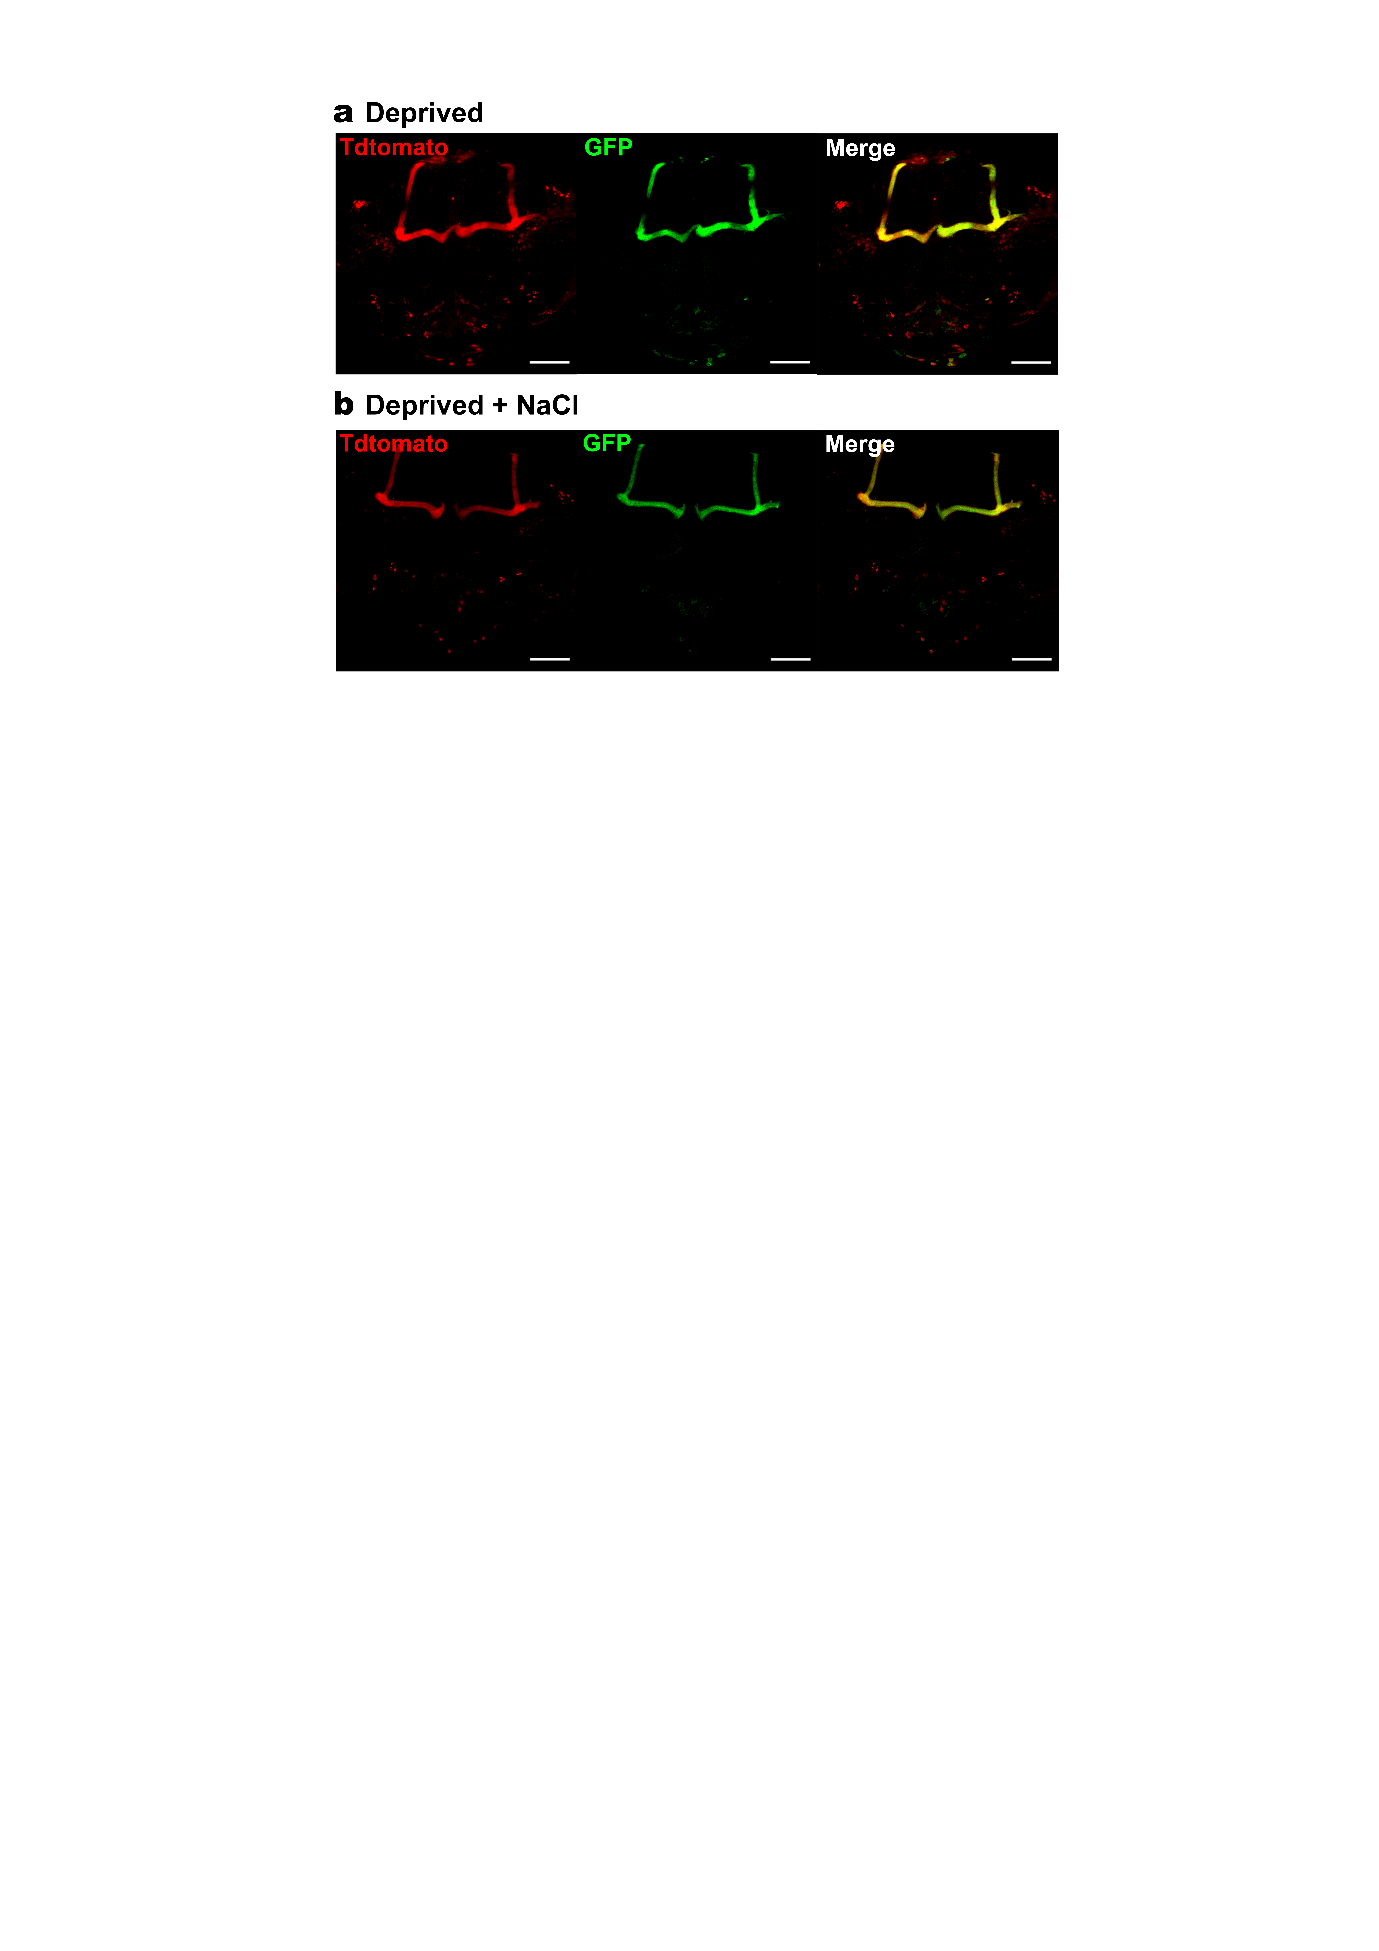 a Deprived
Tdtomato GFP Merge
b Deprived + NaCl
Tdtomato GFP Merge